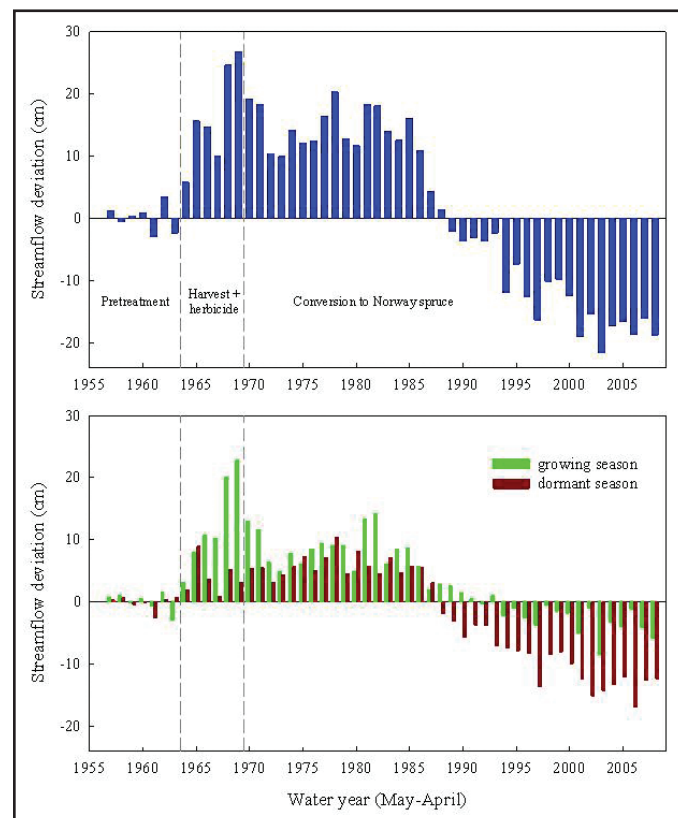 30
20
10
0
-10
-20
Streamflow deviation (cm)
Pretreatment
Harvest +
herbicide
Conversion to Norway spruce
1955 1960 1965 1970 1975 1980 1985 1990 1995 2000 2005
30
20
10
0
-10
-20
Streamflow deviation (cm)
growing season
dormant season
1955 1960 1965 1970 1975 1980 1985 1990 1995 2000 2005
Water year (May-April)